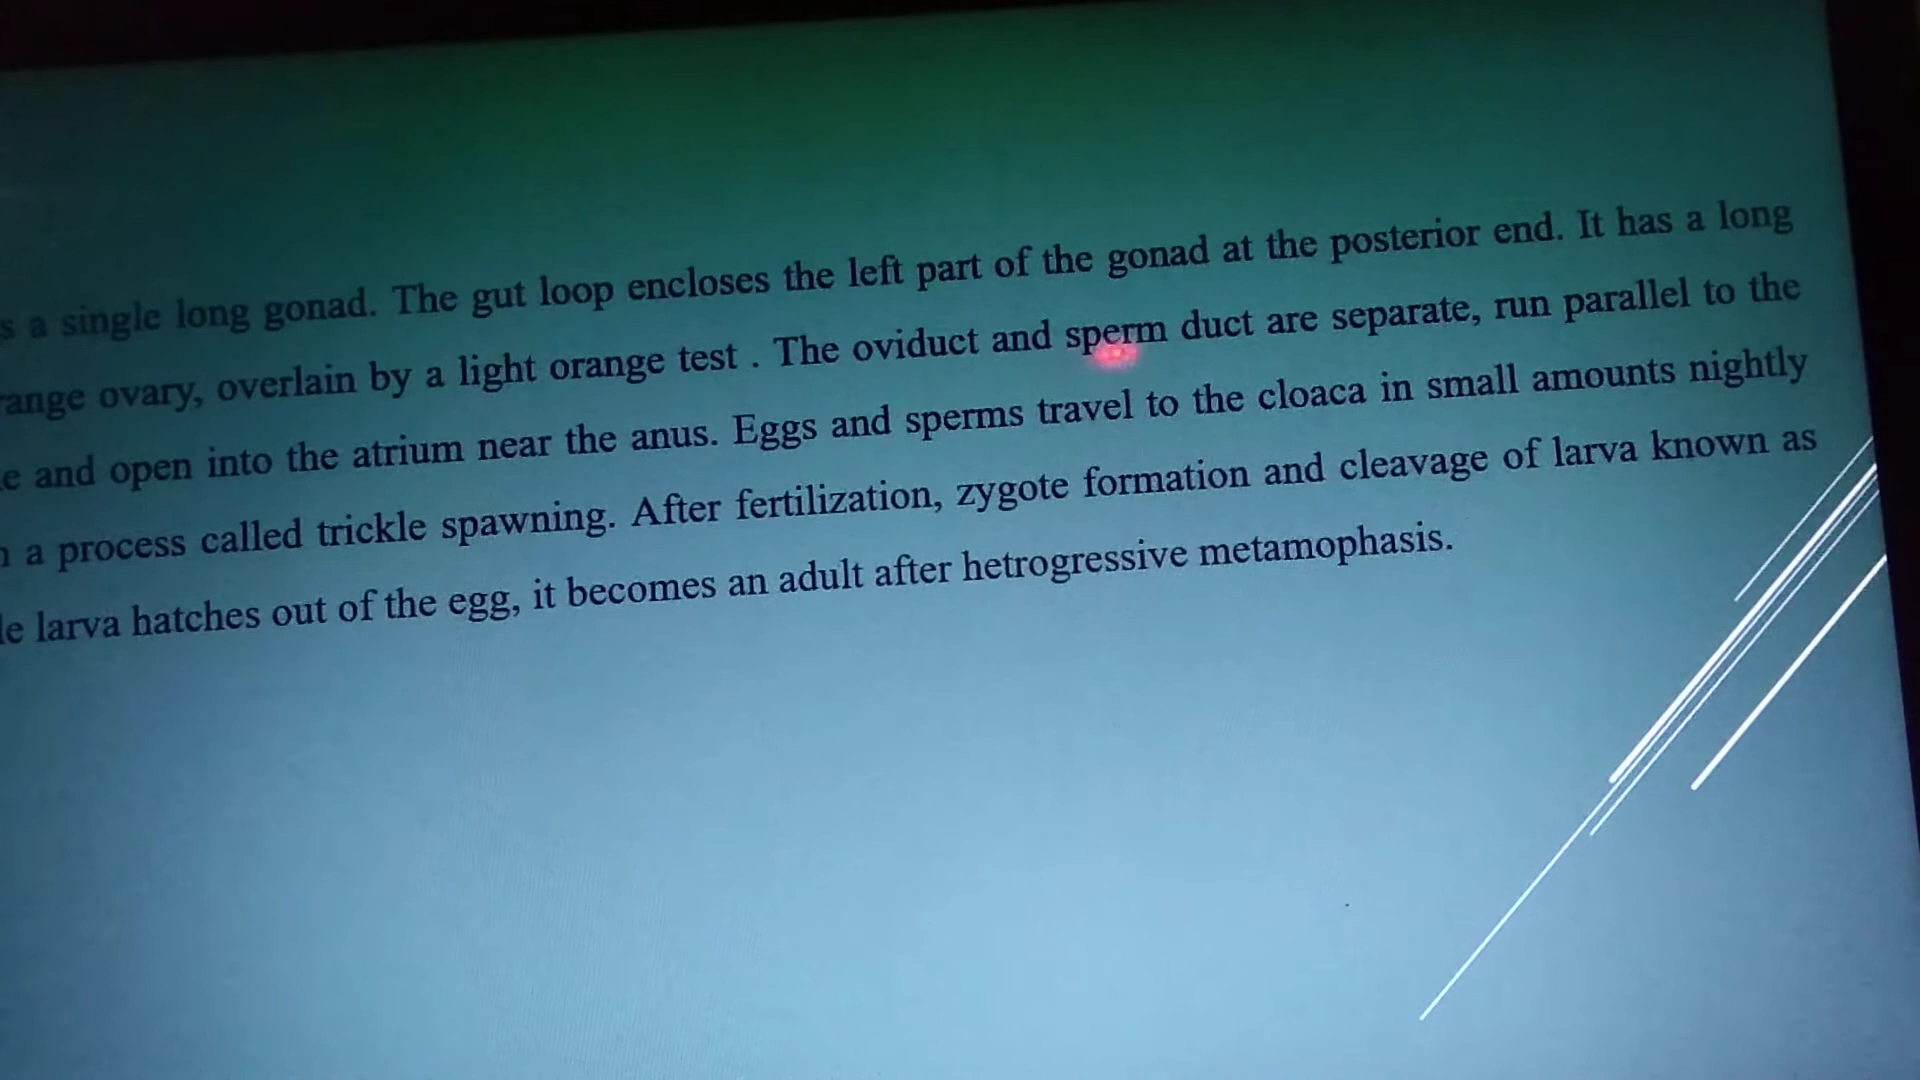 a single long gonad. The gut loop encloses the left part of the gonad at the posterior end. It has a long
ovary, overlain by a light orange test . The oviduct and sperm duct are separate, run parallel to the
and open into the atrium near the anus. Eggs and sperms travel to the cloaca in small amounts nightly
a process called trickle spawning. After fertilization, zygote formation and cleavage of larva known as
larva hatches out of the egg, it becomes an adult after hetrogressive metamophasis.